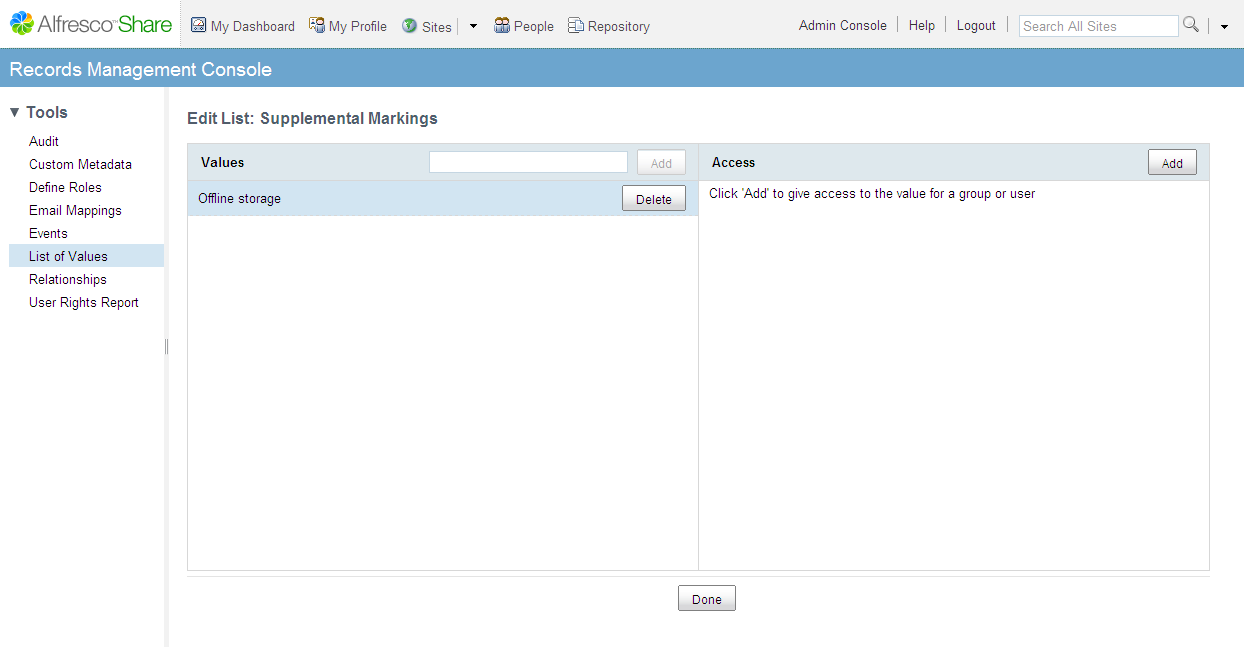 Alfresco™Share My Dashboard My Profile Sites People Repository Admin Console Help Logout Search All Sites
Records Management Console
Tools
Audit
Custom Metadata
Define Roles
Email Mappings
Events
List of Values
Relationships
User Rights Report
Edit List: Supplemental Markings
Values Add
Offline storage Delete
Access Add
Click 'Add' to give access to the value for a group or user
Done